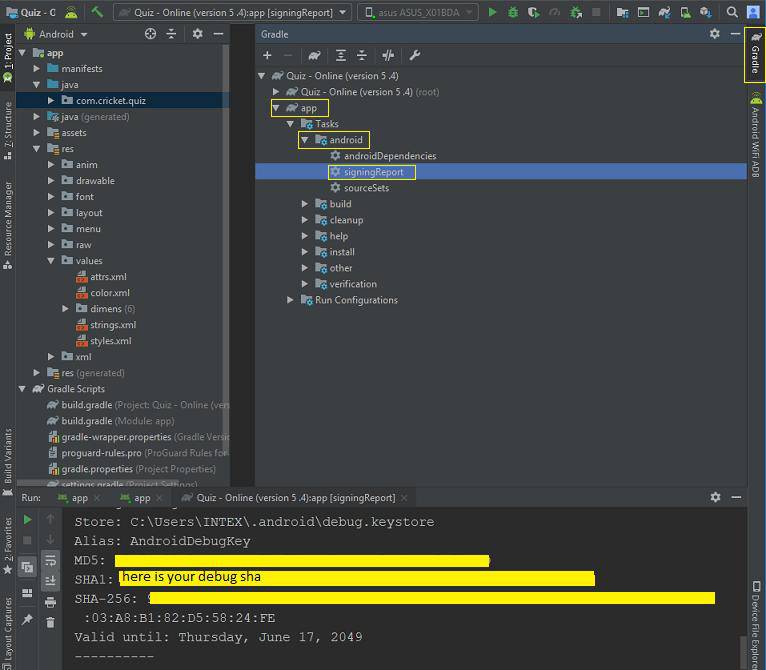 Quiz - On
Quiz - Online (version 5.4):app [signingReport]
asus ASUS_X01BDA
1: Project
7: Structure
Resource Manager
Build Variants
2: Favorites
Layout Captures
Android
app
manifests
java
com.cricket.quiz
java (generated)
assets
res
anim
drawable
font
layout
menu
raw
values
attrs.xml
color.xml
dimens (6)
strings.xml
styles.xml
xml
res (generated)
Gradle Scripts
build.gradle (Project: Quiz - Online (vers
build.gradle (Module: app)
gradle-wrapper.properties (Gradle Versio
proguard-rules.pro (ProGuard Rules for
gradle.properties (Project Properties)
settings.gradle (Project Settings)
Gradle
Quiz - Online (version 5.4)
Quiz - Online (version 5.4) (root)
app
Tasks
android
androidDependencies
signingReport
sourceSets
build
cleanup
help
install
other
verification
Run Configurations
Gradle
Android WiFi ADB
Device File Explorer
Run:
app
app
Quiz - Online (version 5 .4):app [signingReport]
Store: C:\Users\INTEX\.android\debug.keystore
Alias: AndroidDebugKey
MD5:
SHA1: here is your debug sha
SHA-256:
:03:A8:B1:82:D5:58:24:FE
Valid until: Thursday, June 17, 2049
----------